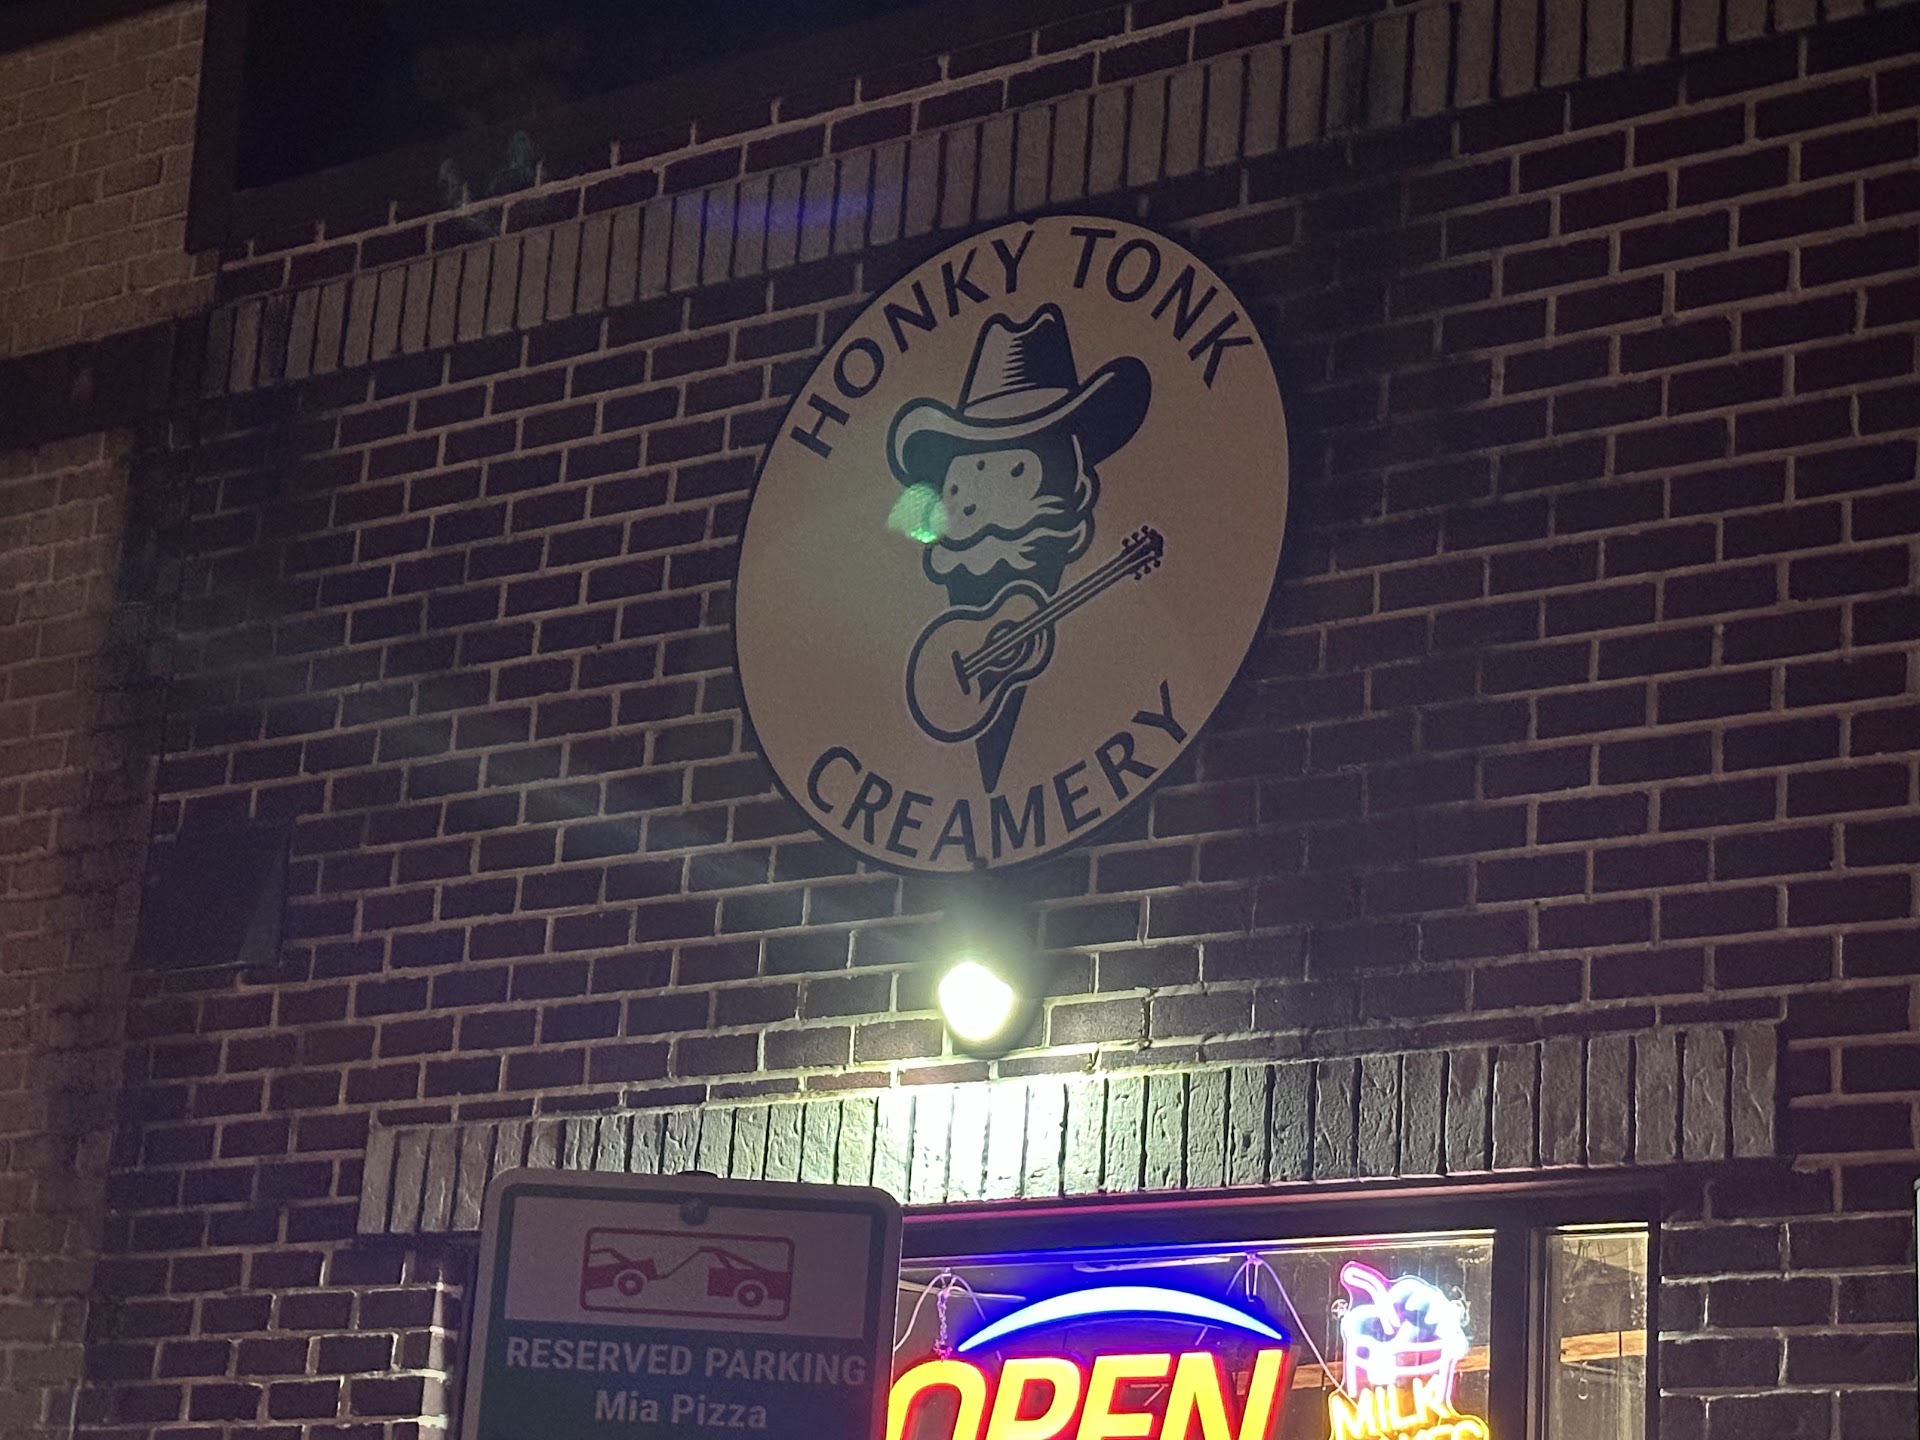 HONKY TONK
CREAMERY
RESERVED PARKING
Mia Pizza
OPEN
MILK